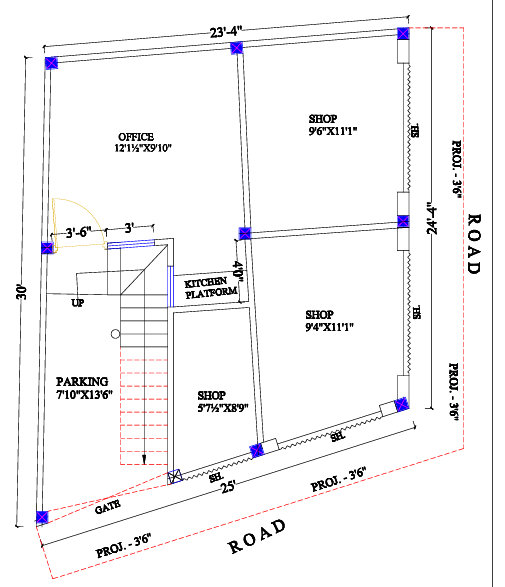 23'-4"
SHOP
9'6"X11'1"
OFFICE
12'1½"X9'10"
SH.
PROJ. - 3'6"
3'-6"
3'
24'-4"
ROAD
4'0"
KITCHEN
PLATFORM
30'
UP
SHOP
9'4"X11'1"
SH.
PARKING
7'10"X13'6"
SHOP
5'7½"X8'9"
PROJ. - 3'6"
SH.
SH.
25'
PROJ. - 3'6"
GATE
PROJ. - 3'6"
ROAD